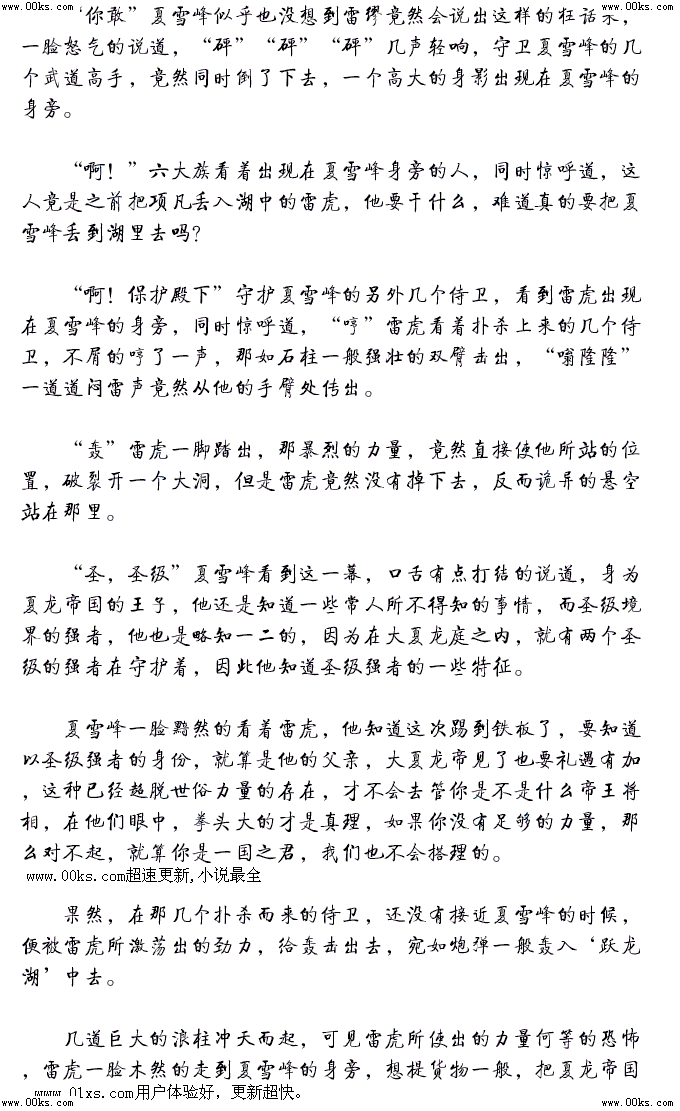 www.00ks.com www.00ks.com
‘你敢”夏雪峰似乎也没想到雷缪竟然会说出这样的狂话来，
一脸怒气的说道，“砰”“砰”“砰”几声轻响，守卫夏雪峰的几
个武道高手，竟然同时倒了下去，一个高大的身影出现在夏雪峰的
身旁。
“啊！”六大族看着出现在夏雪峰身旁的人，同时惊呼道，这
人竟是之前把项凡丢入湖中的雷虎，他要干什么，难道真的要把夏
雪峰丢到湖里去吗？
“啊！保护殿下”守护夏雪峰的另外几个侍卫，看到雷虎出现
在夏雪峰的身旁，同时惊呼道，“哼”雷虎看着扑杀上来的几个侍
卫，不屑的哼了一声，那如石柱一般强壮的双臂击出，“嗡隆隆”
一道道闷雷声竟然从他的手臂处传出。
“轰”雷虎一脚踏出，那暴烈的力量，竟然直接使他所站的位
置，破裂开一个大洞，但是雷虎竟然没有掉下去，反而诡异的悬空
站在那里。
“圣，圣级”夏雪峰看到这一幕，口舌有点打结的说道，身为
夏龙帝国的王子，他还是知道一些常人所不得知的事情，而圣级境
界的强者，他也是略知一二的，因为在大夏龙庭之内，就有两个圣
级的强者在守护着，因此他知道圣级强者的一些特征。
夏雪峰一脸黯然的看着雷虎，他知道这次踢到铁板了，要知道
以圣级强者的身份，就算是他的父亲，大夏龙帝见了也要礼遇有加
，这种已经超脱世俗力量的存在，才不会去管你是不是什么帝王将
相，在他们眼中，拳头大的才是真理，如果你没有足够的力量，那
么对不起，就算你是一国之君，我们也不会搭理的。
www.00ks.com超速更新,小说最全
果然，在那几个扑杀而来的侍卫，还没有接近夏雪峰的时候，
便被雷虎所激荡出的劲力，给轰击出去，宛如炮弹一般轰入‘跃龙
湖’中去。
几道巨大的浪柱冲天而起，可见雷虎所使出的力量何等的恐怖
，雷虎一脸木然的走到夏雪峰的身旁，想提货物一般，把夏龙帝国
www.01xs.com用户体验好，更新超快。
www.00ks.com www.00ks.com